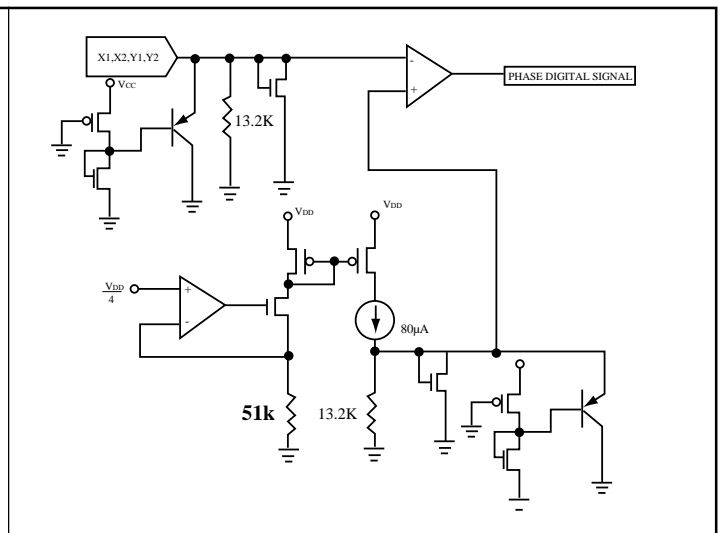 X1,X2,Y1,Y2
-
+
PHASE DIGITAL SIGNAL
VCC
13.2K
VDD
VDD
VDD
4
+
-
80µA
51k
13.2K